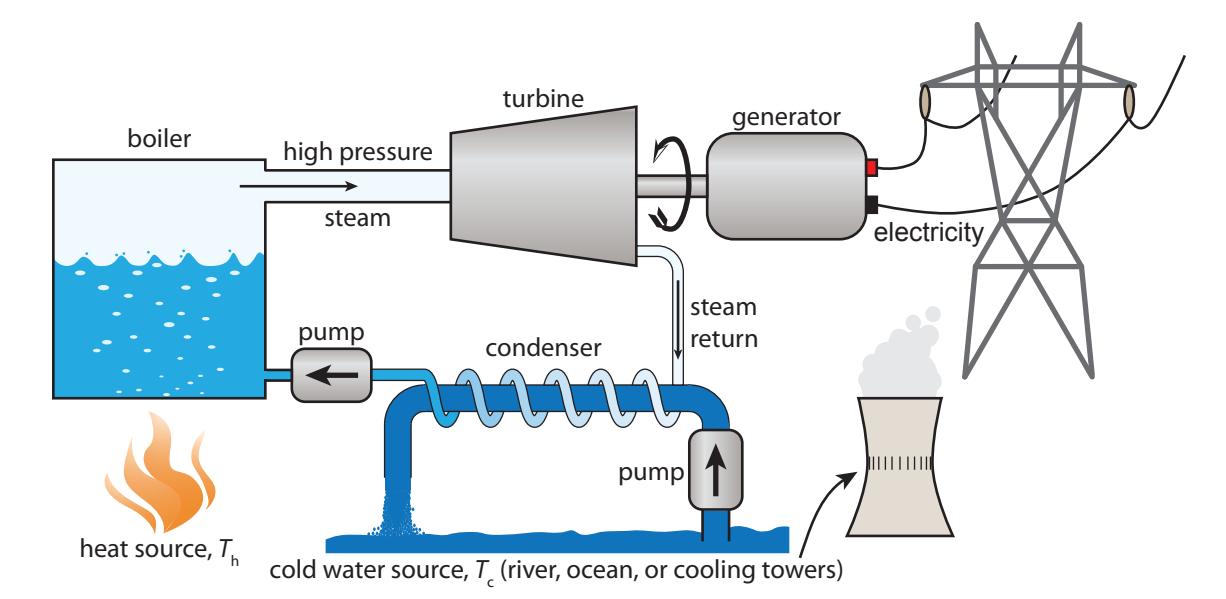 turbine
generator
boiler
high pressure
steam
electricity
steam
return
pump
condenser
pump
heat source, Th
cold water source, Tc (river, ocean, or cooling towers)